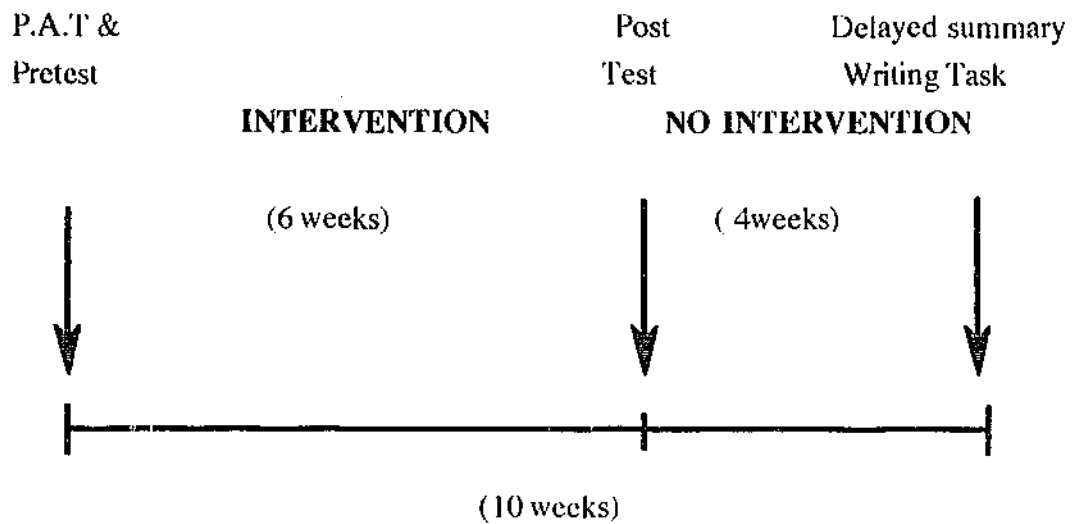 P.A.T &
Pretest
Post
Test
Delayed summary
Writing Task
INTERVENTION
NO INTERVENTION
(6 weeks)
( 4weeks)
(10 weeks)